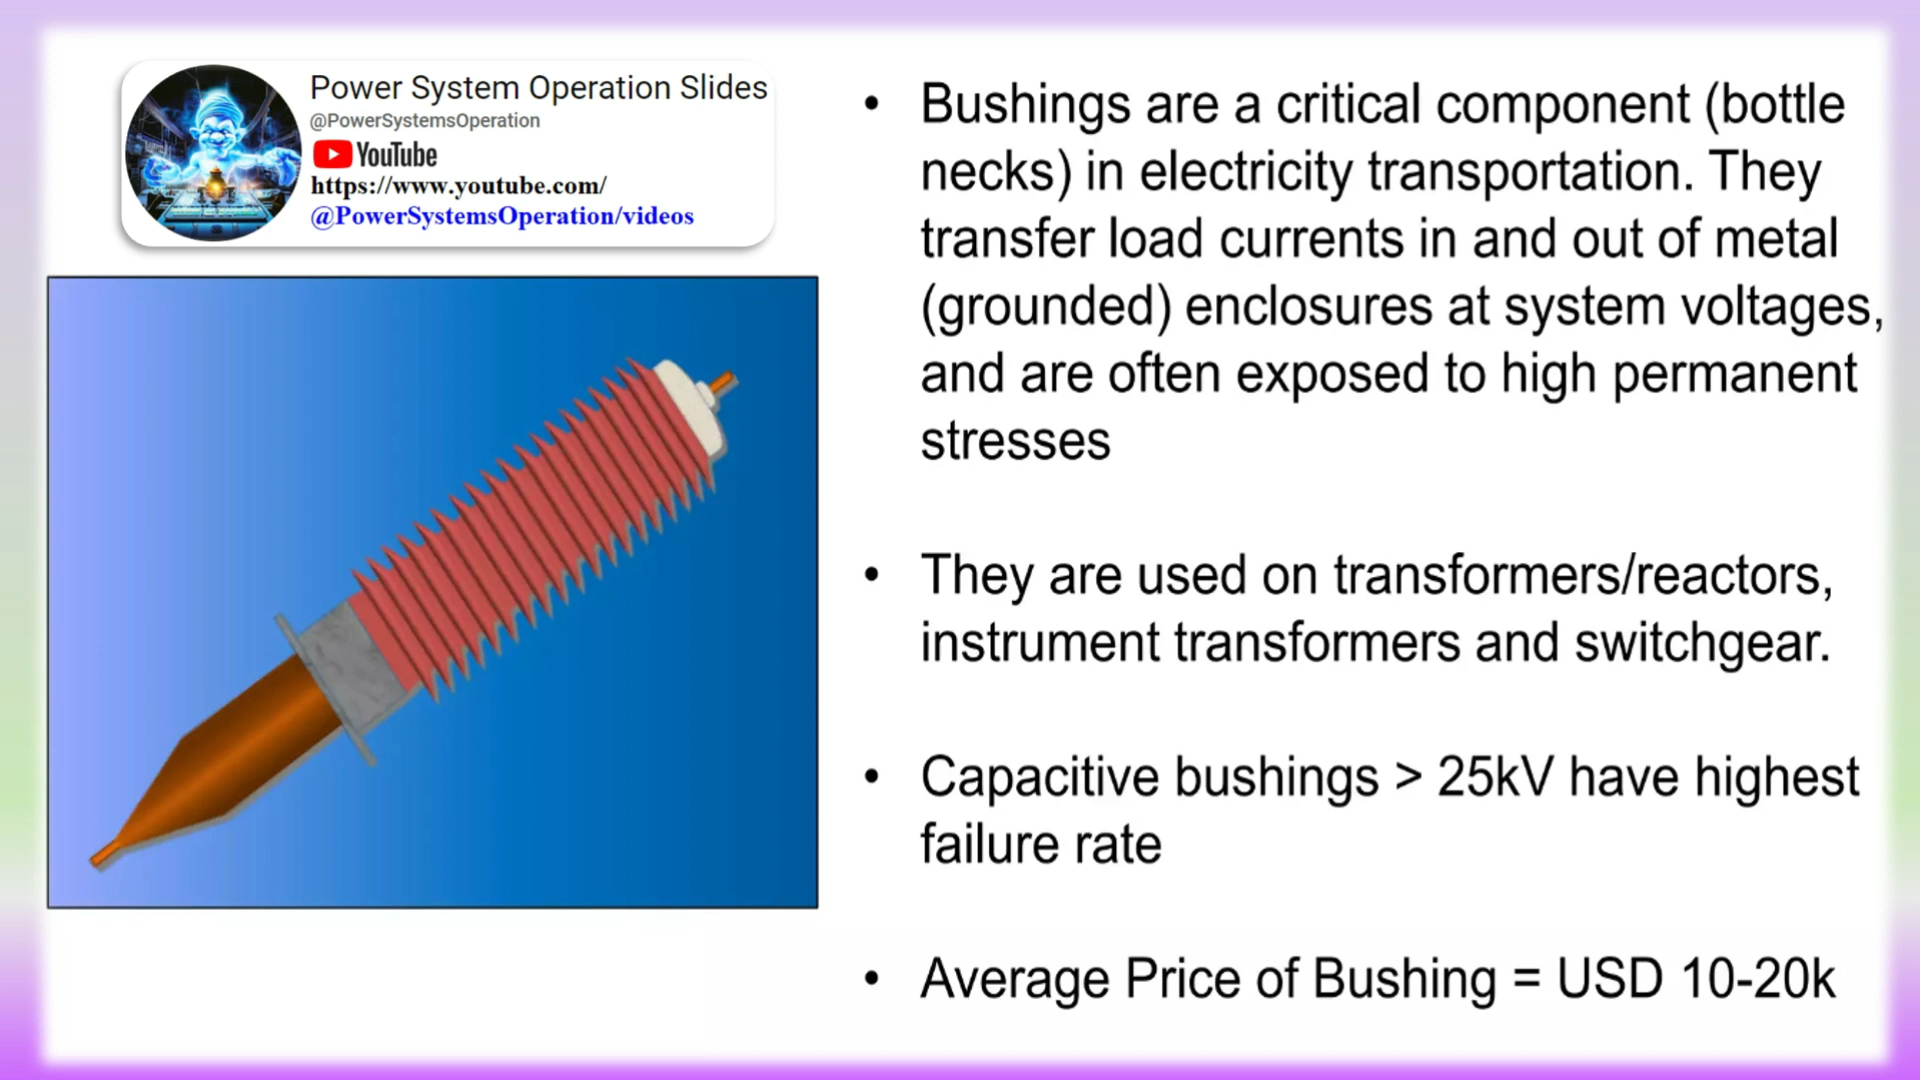 Power System Operation Slides
@PowerSystemsOperation
YouTube
https://www.youtube.com/
@PowerSystemsOperation/videos
• Bushings are a critical component (bottle
necks) in electricity transportation. They
transfer load currents in and out of metal
(grounded) enclosures at system voltages,
and are often exposed to high permanent
stresses
• They are used on transformers/reactors,
instrument transformers and switchgear.
• Capacitive bushings > 25kV have highest
failure rate
• Average Price of Bushing = USD 10-20k